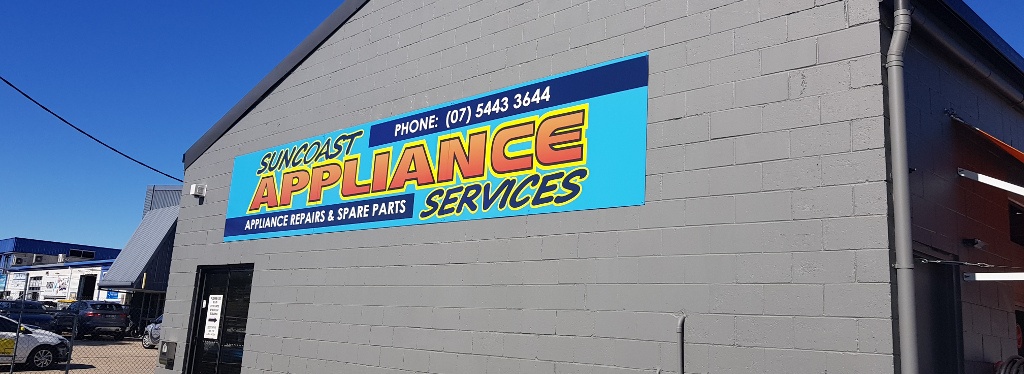 PHONE: (07) 5443 3644
SUNCOAST
APPLIANCE
SERVICES
APPLIANCE REPAIRS & SPARE PARTS